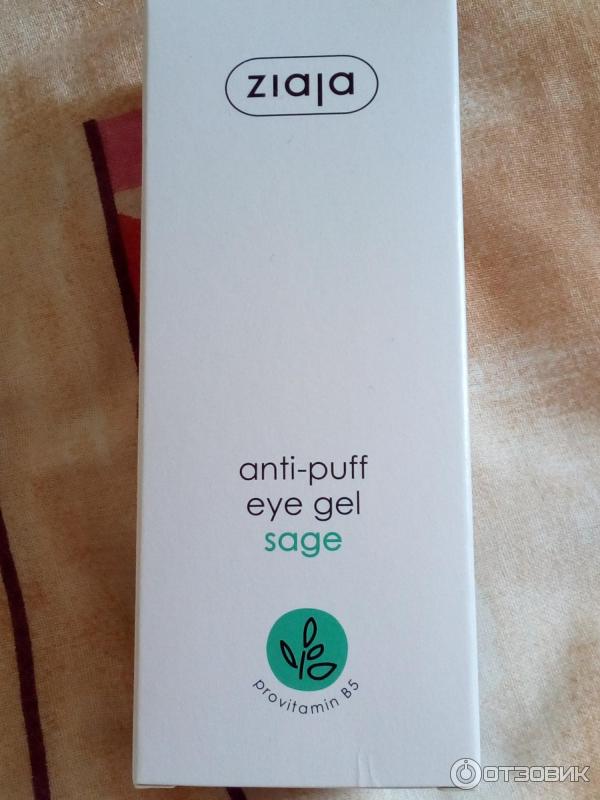 ziaja
anti-puff
eye gel
sage
provitamin B5
ОТЗОВИК